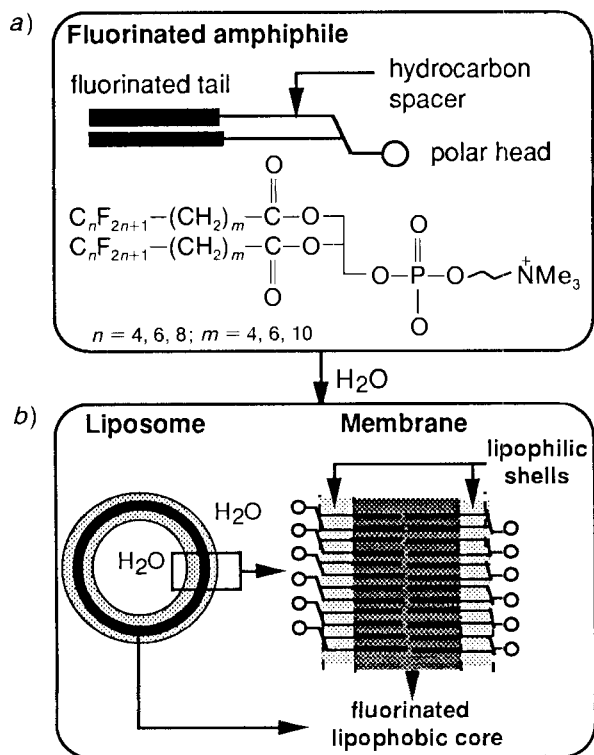 a)
Fluorinated amphiphile
fluorinated tail
hydrocarbon
spacer
polar head
O
CnF2n+1–(CH2)m–C–O
CnF2n+1–(CH2)m–C–O
O
O
O–P–O
O
+
NMe3
n = 4, 6, 8; m = 4, 6, 10
H2O
b)
Liposome
Membrane
lipophilic
shells
H2O
H2O
fluorinated
lipophobic core